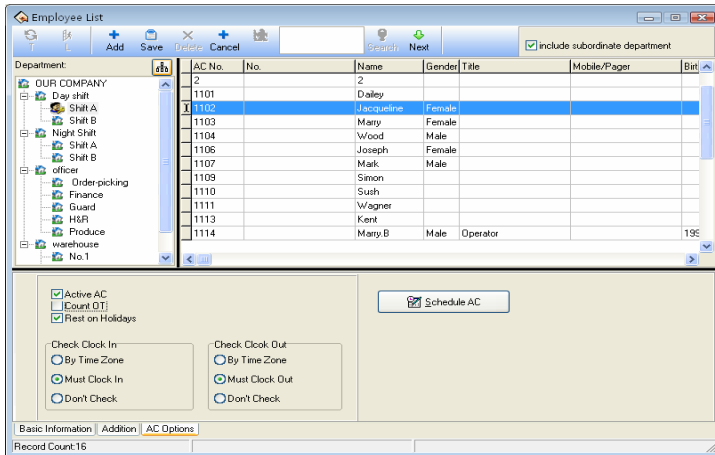 Employee List
Add Save Delete Cancel Search Next
include subordinate department
Department:
AC No. No. Name Gender Title Mobile/Pager Birt
OUR COMPANY
Day shift
Shift A
Shift B
Night Shift
Shift A
Shift B
officer
Order-picking
Finance
Guard
H&R
Produce
warehouse
No.1
2 2
1101 Dailey
1102 Jacqueline Female
1103 Marry Female
1104 Wood Male
1106 Joseph Female
1107 Mark Male
1109 Simon
1110 Sush
1111 Wagner
1113 Kent
1114 Marry.B Male Operator 199
Active AC
Count OT
Rest on Holidays
Schedule AC
Check Clock In
By Time Zone
Must Clock In
Don't Check
Check Clcok Out
By Time Zone
Must Clock Out
Don't Check
Basic Information Addition AC Options
Record Count:16